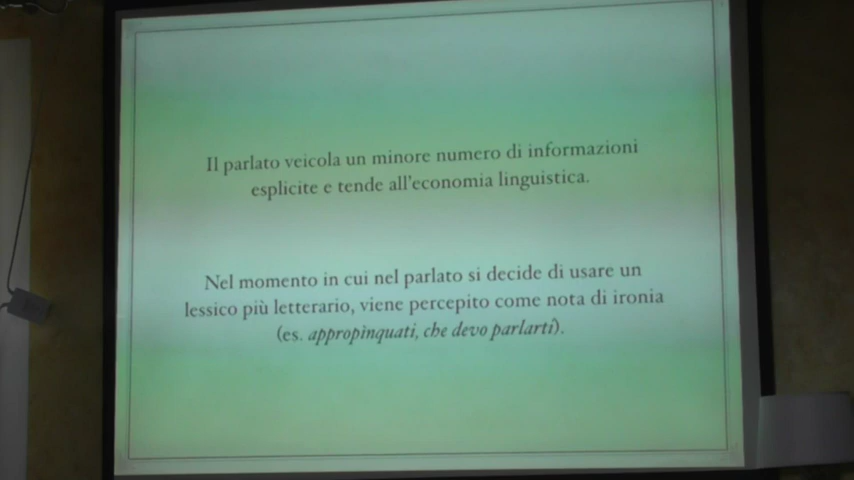 Il parlato veicola un minore numero di informazioni
esplicite e tende all'economia linguistica.
Nel momento in cui nel parlato si decide di usare un
lessico più letterario, viene percepito come nota di ironia
(es. appropinquati, che devo parlarti).